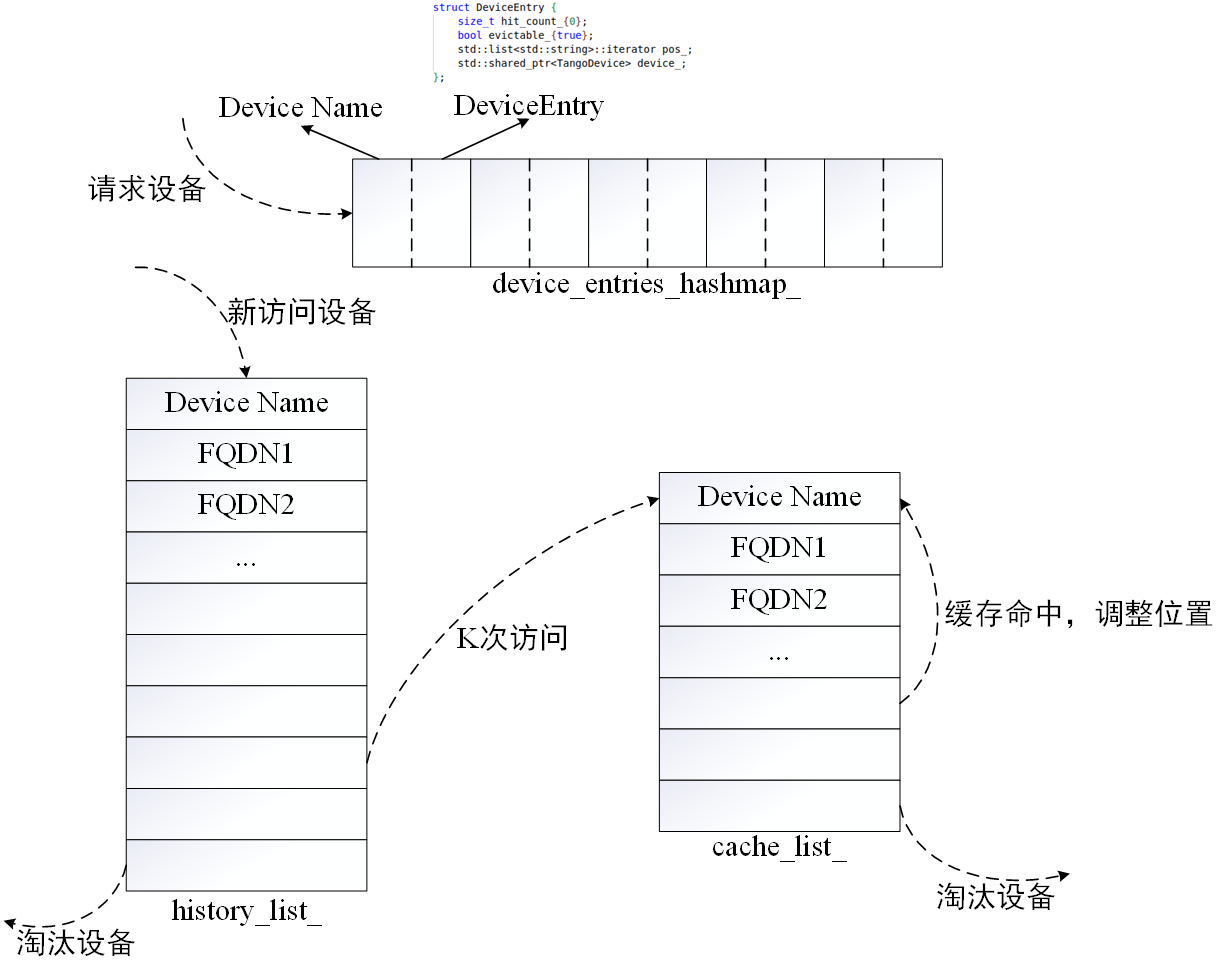 struct DeviceEntry {
    size_t hit_count_{0};
    bool evictable_{true};
    std::list<std::string>::iterator pos_;
    std::shared_ptr<TangoDevice> device_;
};
Device Name
DeviceEntry
请求设备
device_entries_hashmap_
新访问设备
Device Name
FQDN1
FQDN2
...
history_list_
淘汰设备
K次访问
Device Name
FQDN1
FQDN2
...
缓存命中，调整位置
cache_list_
淘汰设备